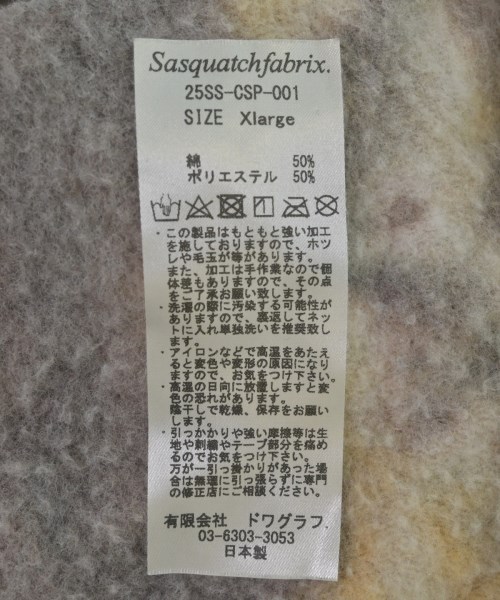 Sasquatchfabrix.
25SS-CSP-001
SIZE Xlarge
綿 50%
ポリエステル 50%
・この製品はもともと強い加工
を施しておりますので、ホツ
レや毛玉が等があります。
また、加工は手作業なので個
体差もありますので、その点
をご了承お願い致します。
・洗濯の際に汚染する可能性が
ありますので、裏返してネッ
トに入れ単独洗いを推奨致し
ます。
・アイロンなどで高温をあたえ
ると変色や変形の原因になり
ますので、お気をつけ下さい。
・高温の日向に放置しますと変
色の恐れがあります。
陰干しで乾燥、保存をお願い
します。
・引っかかりや強い摩擦等は生
地や刺繍やテープ部分を痛め
るのでお気をつけ下さい。
万が一引っ掛かりがあった場
合は無理に引っ張らずに専門
の修正店にご相談ください。
有限会社 ドワグラフ
03-6303-3053
日本製